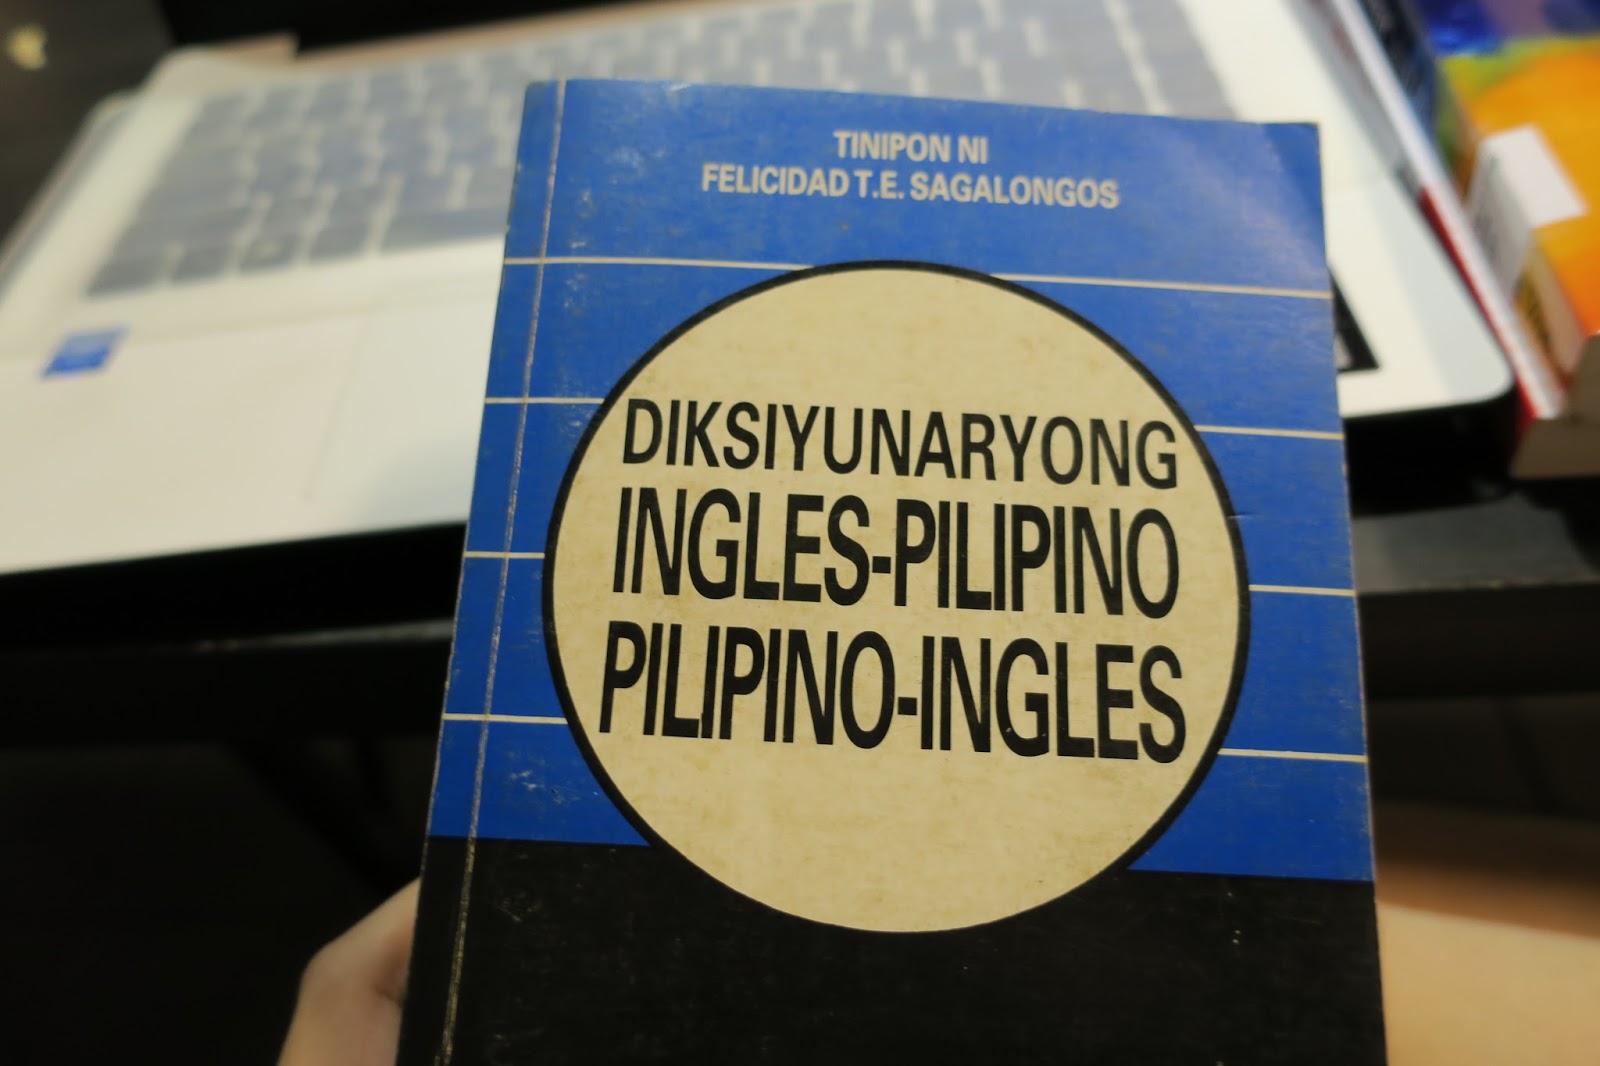 TINIPON NI
FELICIDAD T.E. SAGALONGOS
DIKSIYUNARYONG
INGLES-PILIPINO
PILIPINO-INGLES